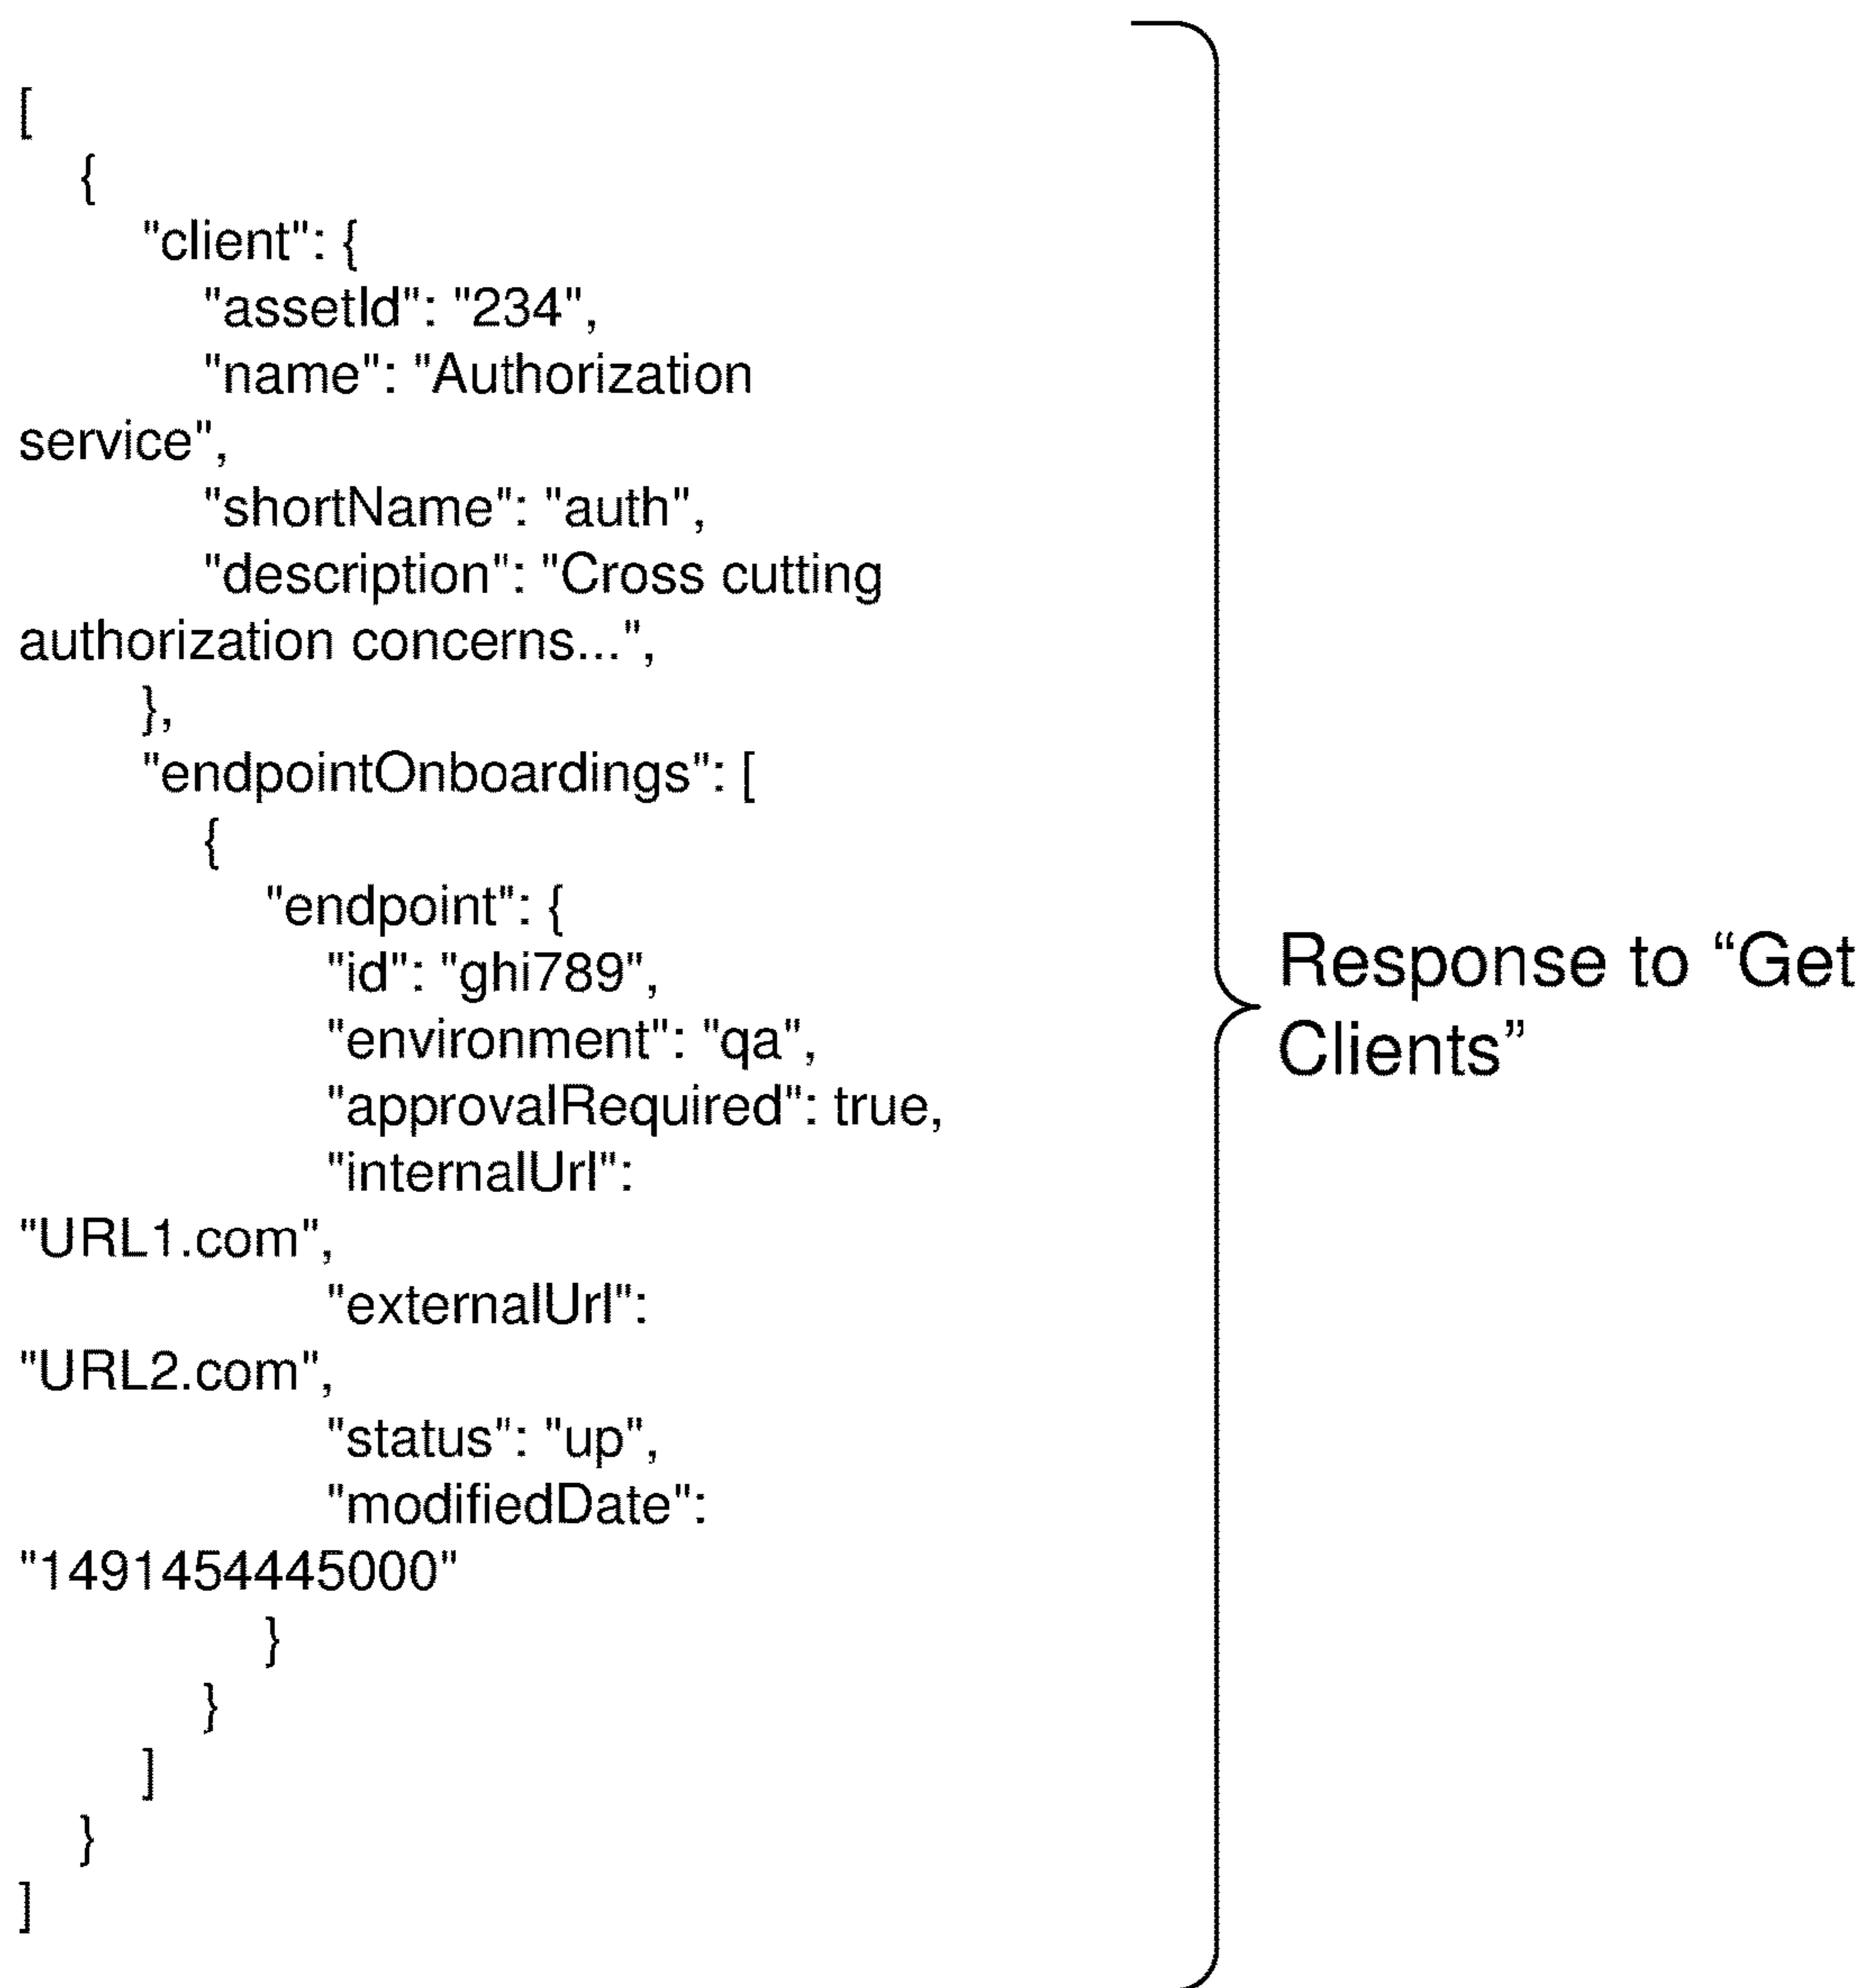 [
{
"client": {
"assetId": "234",
"name": "Authorization
service",
"shortName": "auth",
"description": "Cross cutting
authorization concerns...",
},
"endpointOnboardings": [
{
"endpoint": {
"id": "ghi789",
"environment": "qa",
"approvalRequired": true,
"internalUrl":
"URL1.com",
"externalUrl":
"URL2.com",
"status": "up",
"modifiedDate":
"1491454445000"
}
}
]
}
]
Response to “Get
Clients”